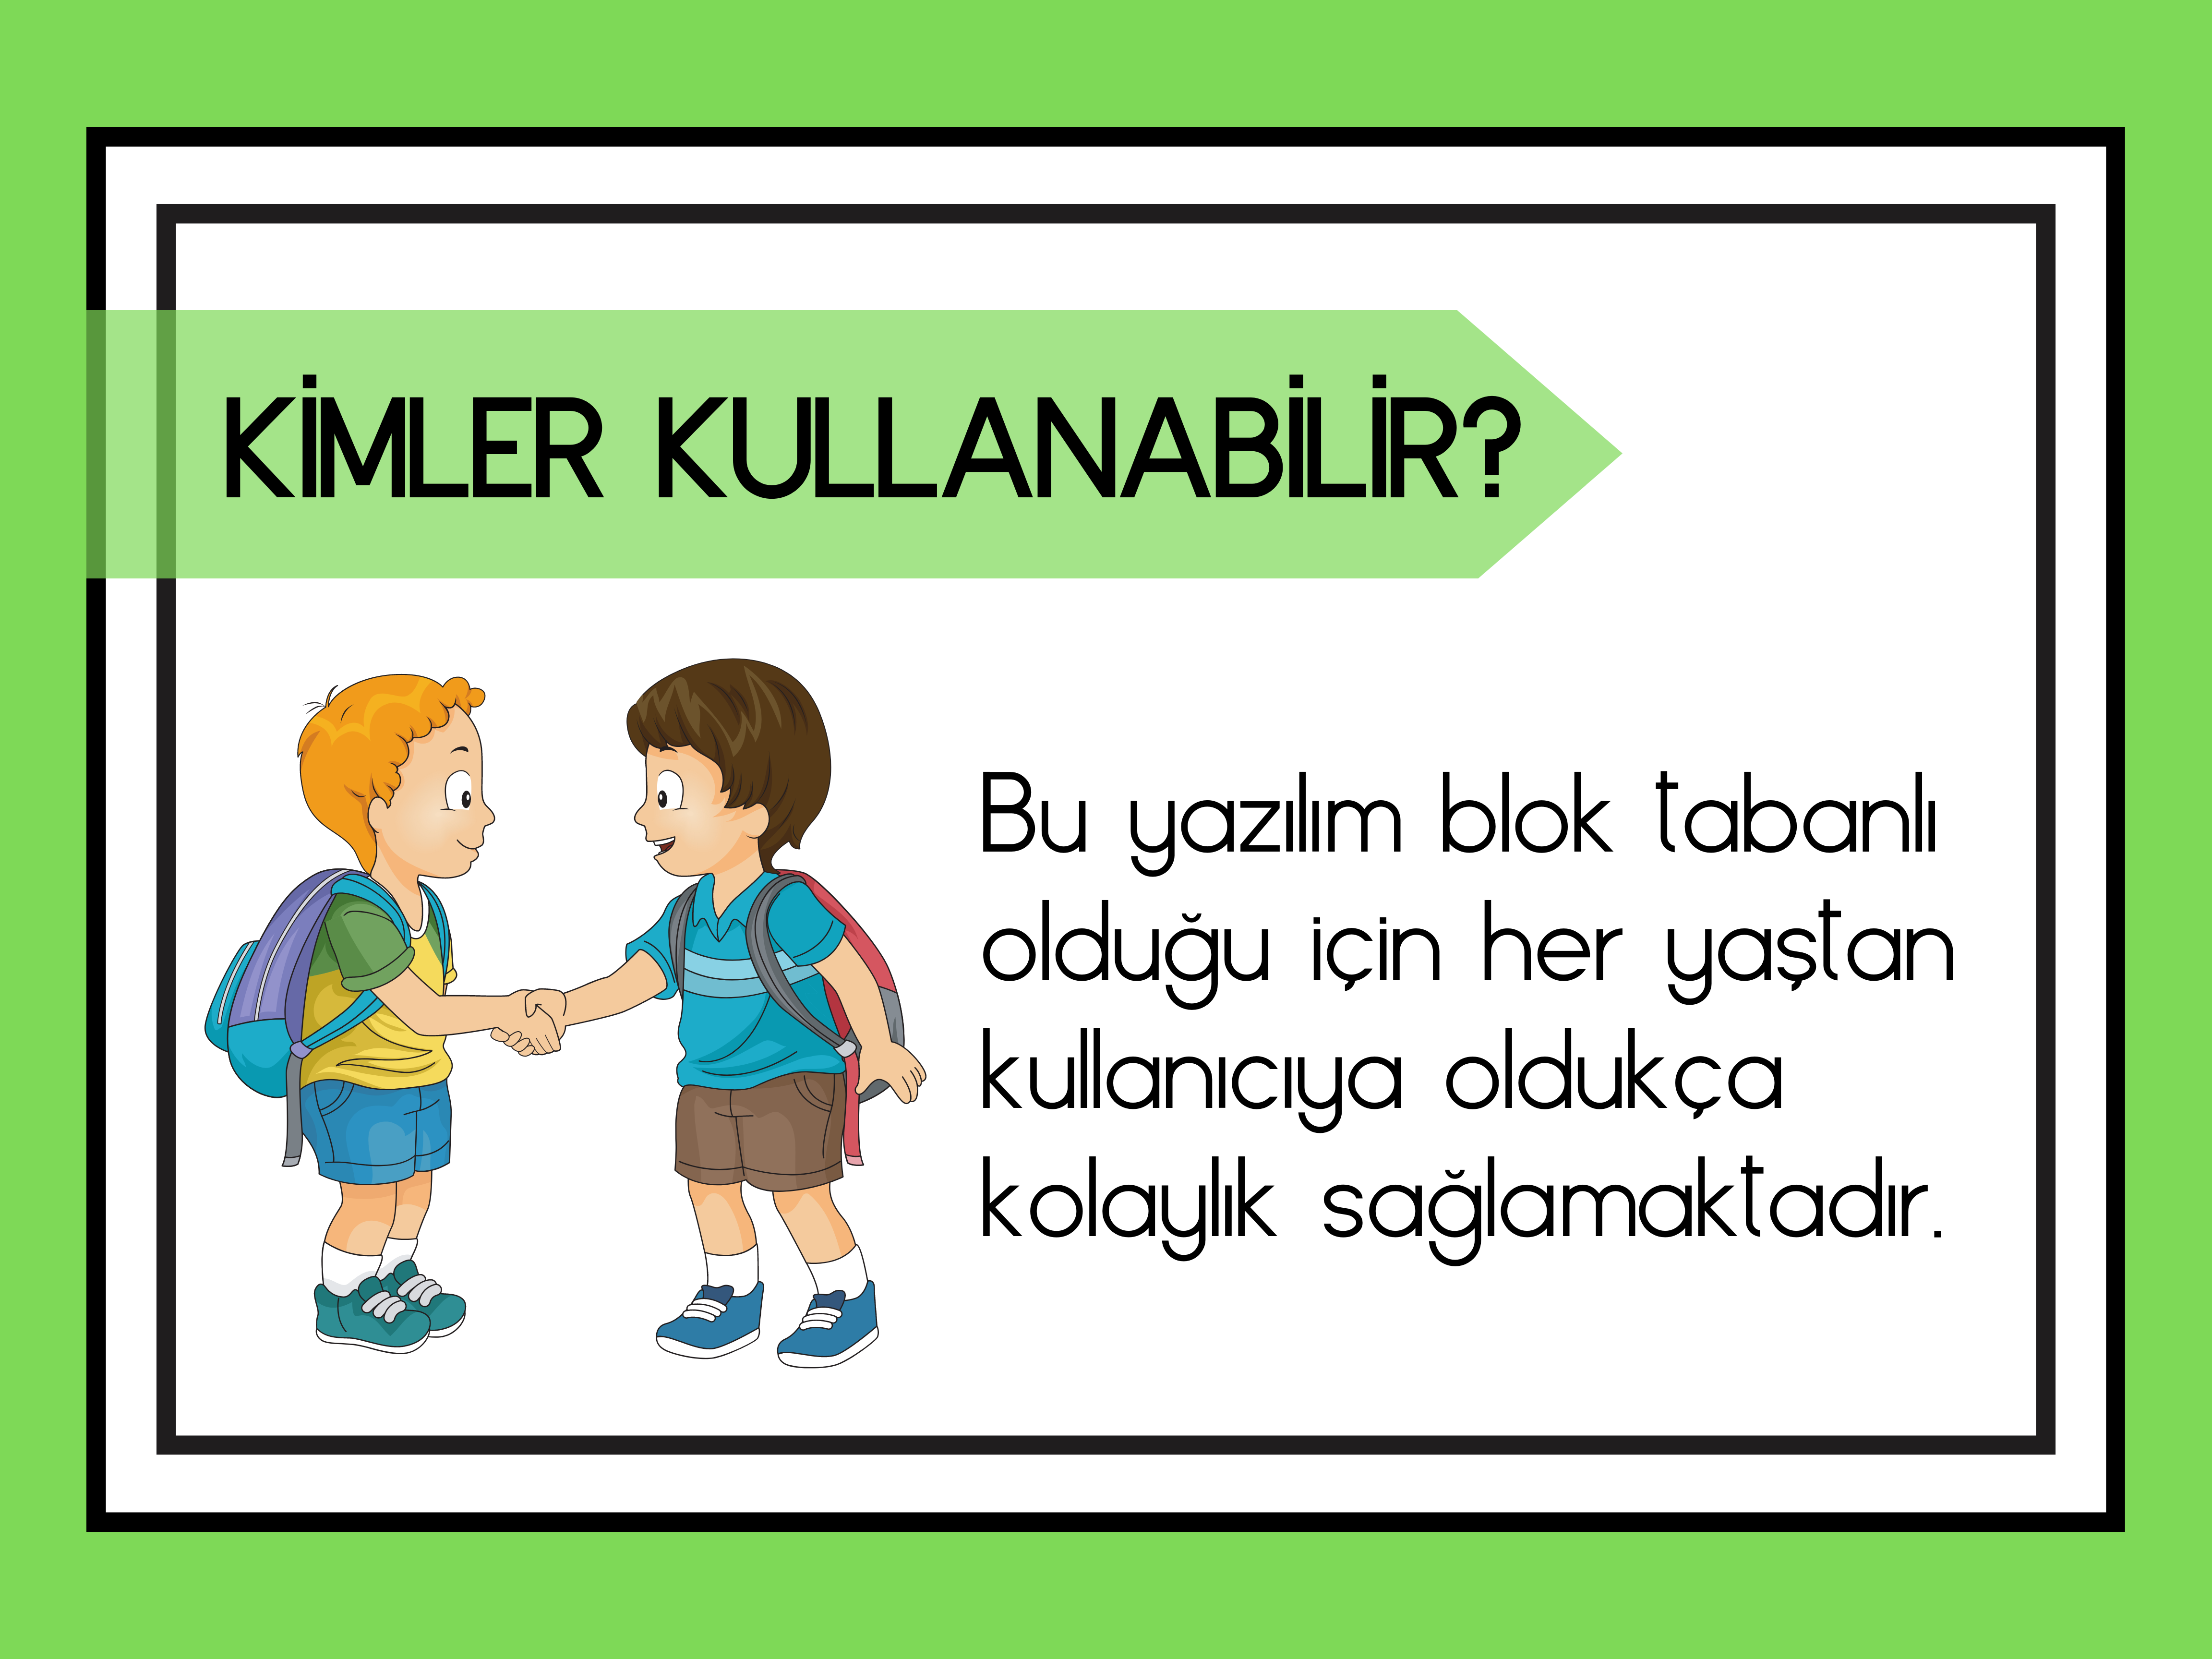 KİMLER KULLANABİLİR?
Bu yazılım blok tabanlı
olduğu için her yaştan
kullanıcıya oldukça
kolaylık sağlamaktadır.